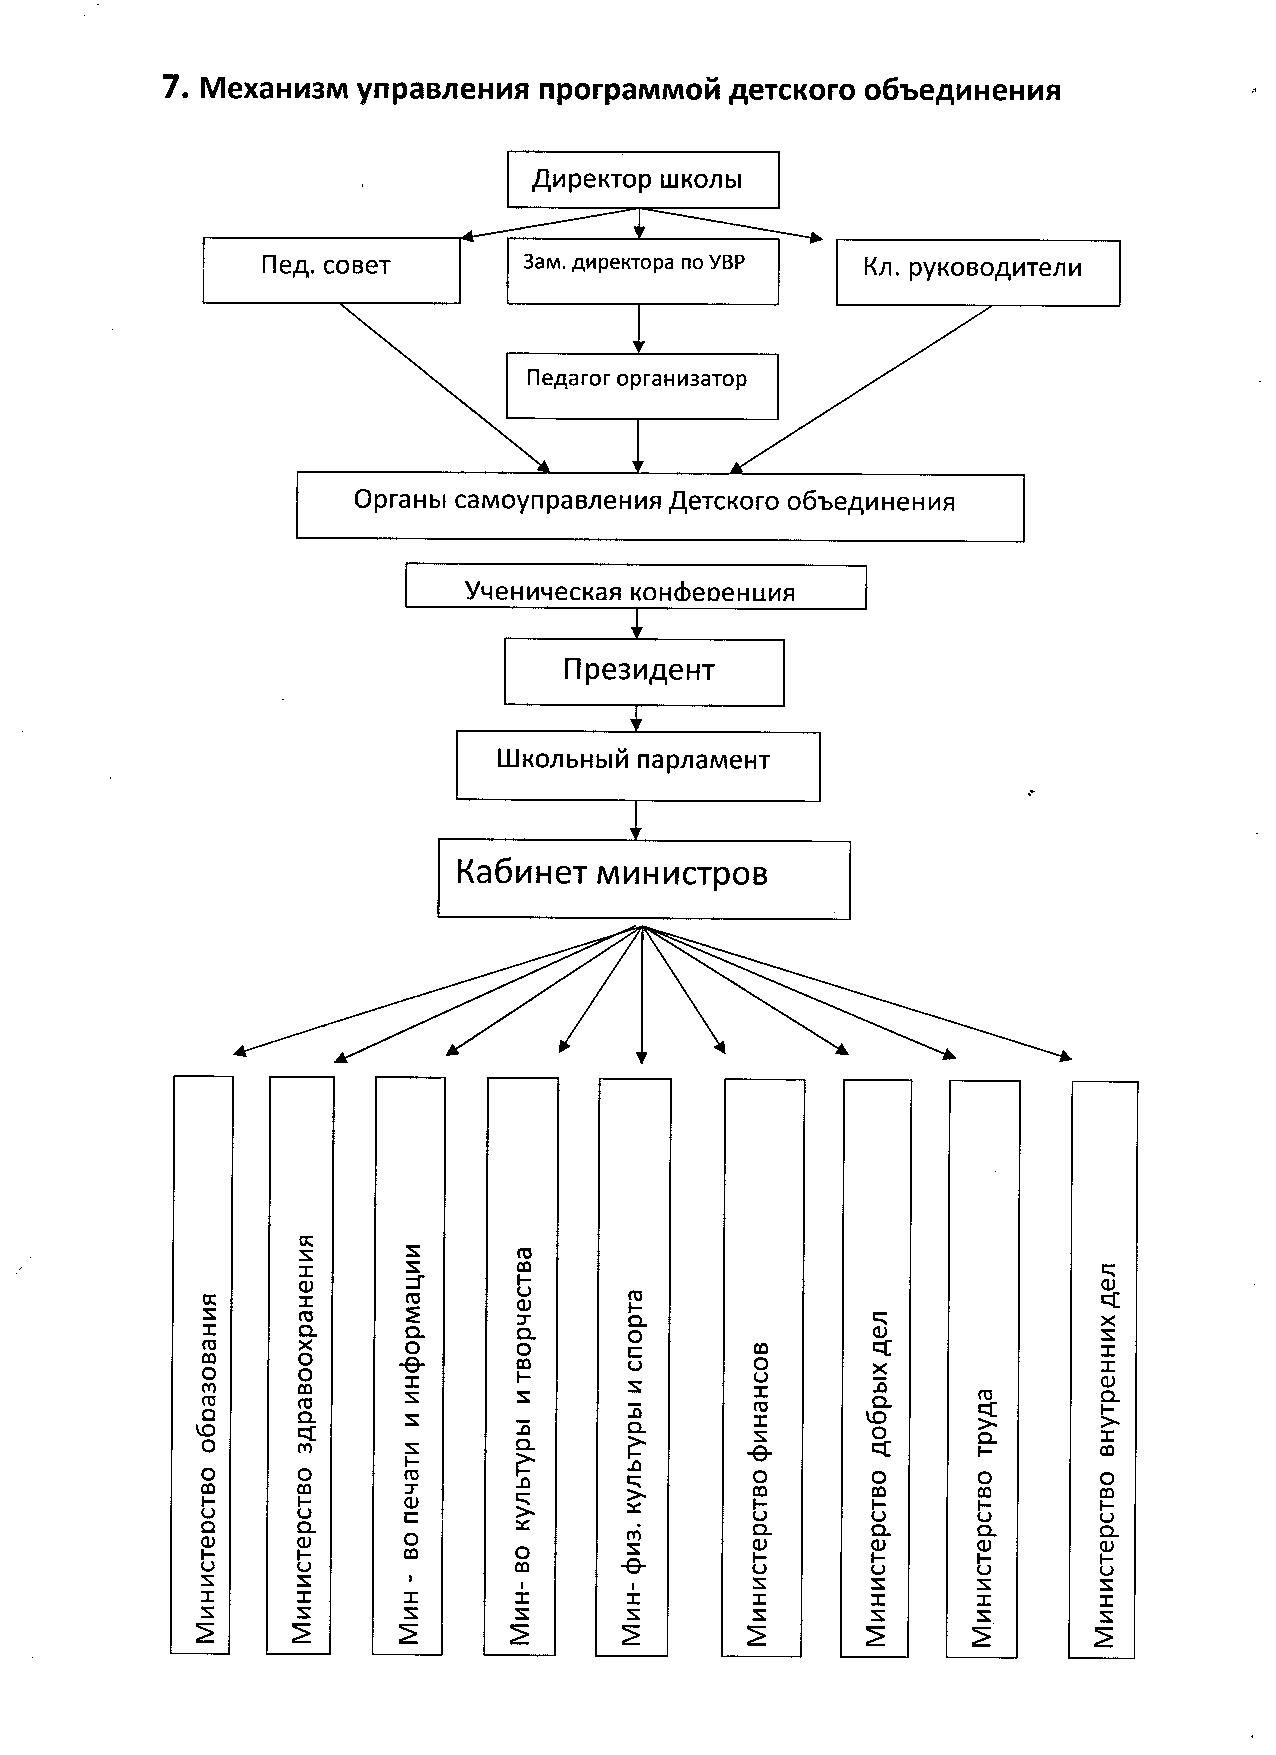 7. Механизм управления программой детского объединения
Директор школы
Пед. совет
Зам. директора по УВР
Кл. руководители
Педагог организатор
Органы самоуправления Детского объединения
Ученическая конференция
Президент
Школьный парламент
Кабинет министров
Министерство образования
Министерство здравоохранения
Мин - во печати и информации
Мин- во культуры и творчества
Мин- физ. культуры и спорта
Министерство финансов
Министерство добрых дел
Министерство труда
Министерство внутренних дел